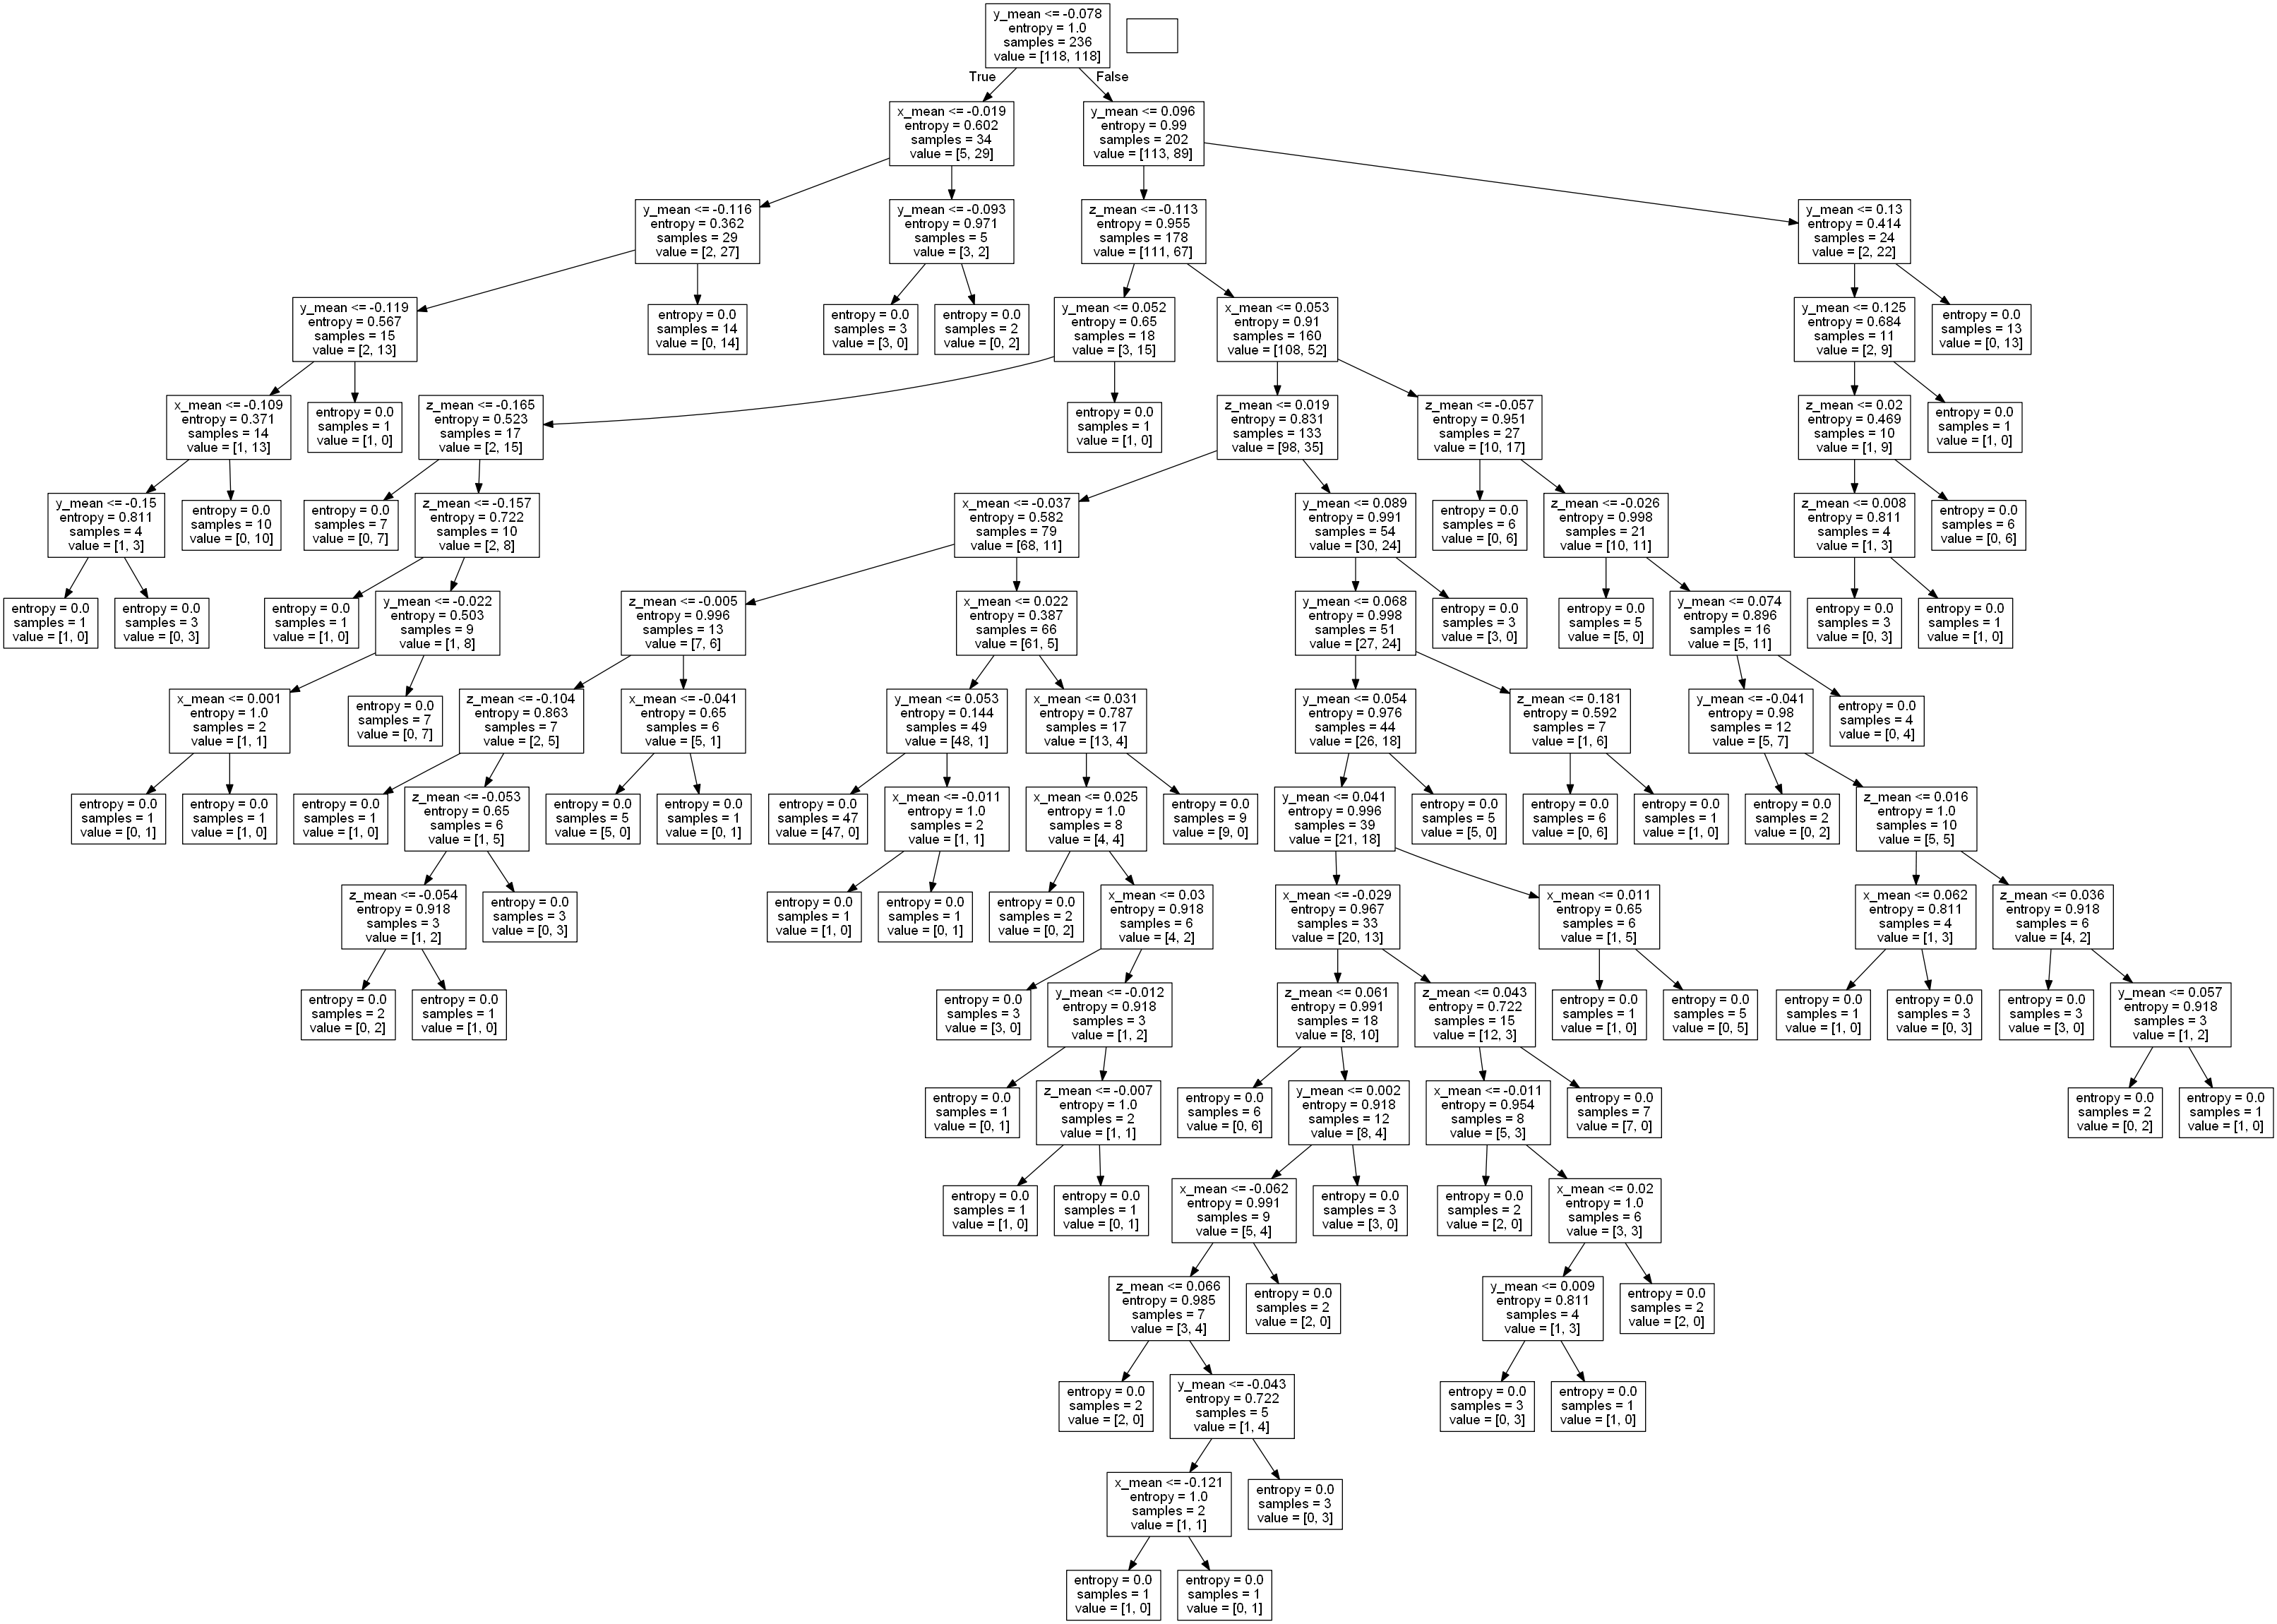 y_mean <= -0.078
entropy = 1.0
samples = 236
value = [118, 118]
True
False
x_mean <= -0.019
entropy = 0.602
samples = 34
value = [5, 29]
y_mean <= 0.096
entropy = 0.99
samples = 202
value = [113, 89]
y_mean <= -0.116
entropy = 0.362
samples = 29
value = [2, 27]
y_mean <= -0.093
entropy = 0.971
samples = 5
value = [3, 2]
z_mean <= -0.113
entropy = 0.955
samples = 178
value = [111, 67]
y_mean <= 0.13
entropy = 0.414
samples = 24
value = [2, 22]
y_mean <= -0.119
entropy = 0.567
samples = 15
value = [2, 13]
entropy = 0.0
samples = 14
value = [0, 14]
entropy = 0.0
samples = 3
value = [3, 0]
entropy = 0.0
samples = 2
value = [0, 2]
y_mean <= 0.052
entropy = 0.65
samples = 18
value = [3, 15]
x_mean <= 0.053
entropy = 0.91
samples = 160
value = [108, 52]
y_mean <= 0.125
entropy = 0.684
samples = 11
value = [2, 9]
entropy = 0.0
samples = 13
value = [0, 13]
x_mean <= -0.109
entropy = 0.371
samples = 14
value = [1, 13]
entropy = 0.0
samples = 1
value = [1, 0]
z_mean <= -0.165
entropy = 0.523
samples = 17
value = [2, 15]
entropy = 0.0
samples = 1
value = [1, 0]
z_mean <= 0.019
entropy = 0.831
samples = 133
value = [98, 35]
z_mean <= -0.057
entropy = 0.951
samples = 27
value = [10, 17]
z_mean <= 0.02
entropy = 0.469
samples = 10
value = [1, 9]
entropy = 0.0
samples = 1
value = [1, 0]
y_mean <= -0.15
entropy = 0.811
samples = 4
value = [1, 3]
entropy = 0.0
samples = 10
value = [0, 10]
entropy = 0.0
samples = 7
value = [0, 7]
z_mean <= -0.157
entropy = 0.722
samples = 10
value = [2, 8]
x_mean <= -0.037
entropy = 0.582
samples = 79
value = [68, 11]
y_mean <= 0.089
entropy = 0.991
samples = 54
value = [30, 24]
entropy = 0.0
samples = 6
value = [0, 6]
z_mean <= -0.026
entropy = 0.998
samples = 21
value = [10, 11]
z_mean <= 0.008
entropy = 0.811
samples = 4
value = [1, 3]
entropy = 0.0
samples = 6
value = [0, 6]
entropy = 0.0
samples = 1
value = [1, 0]
entropy = 0.0
samples = 3
value = [0, 3]
entropy = 0.0
samples = 1
value = [1, 0]
y_mean <= -0.022
entropy = 0.503
samples = 9
value = [1, 8]
z_mean <= -0.005
entropy = 0.996
samples = 13
value = [7, 6]
x_mean <= 0.022
entropy = 0.387
samples = 66
value = [61, 5]
y_mean <= 0.068
entropy = 0.998
samples = 51
value = [27, 24]
entropy = 0.0
samples = 3
value = [3, 0]
entropy = 0.0
samples = 5
value = [5, 0]
y_mean <= 0.074
entropy = 0.896
samples = 16
value = [5, 11]
entropy = 0.0
samples = 3
value = [0, 3]
entropy = 0.0
samples = 1
value = [1, 0]
x_mean <= 0.001
entropy = 1.0
samples = 2
value = [1, 1]
entropy = 0.0
samples = 7
value = [0, 7]
z_mean <= -0.104
entropy = 0.863
samples = 7
value = [2, 5]
x_mean <= -0.041
entropy = 0.65
samples = 6
value = [5, 1]
y_mean <= 0.053
entropy = 0.144
samples = 49
value = [48, 1]
x_mean <= 0.031
entropy = 0.787
samples = 17
value = [13, 4]
y_mean <= 0.054
entropy = 0.976
samples = 44
value = [26, 18]
z_mean <= 0.181
entropy = 0.592
samples = 7
value = [1, 6]
y_mean <= -0.041
entropy = 0.98
samples = 12
value = [5, 7]
entropy = 0.0
samples = 4
value = [0, 4]
entropy = 0.0
samples = 1
value = [0, 1]
entropy = 0.0
samples = 1
value = [1, 0]
entropy = 0.0
samples = 1
value = [1, 0]
z_mean <= -0.053
entropy = 0.65
samples = 6
value = [1, 5]
entropy = 0.0
samples = 5
value = [5, 0]
entropy = 0.0
samples = 1
value = [0, 1]
entropy = 0.0
samples = 47
value = [47, 0]
x_mean <= -0.011
entropy = 1.0
samples = 2
value = [1, 1]
x_mean <= 0.025
entropy = 1.0
samples = 8
value = [4, 4]
entropy = 0.0
samples = 9
value = [9, 0]
y_mean <= 0.041
entropy = 0.996
samples = 39
value = [21, 18]
entropy = 0.0
samples = 5
value = [5, 0]
entropy = 0.0
samples = 6
value = [0, 6]
entropy = 0.0
samples = 1
value = [1, 0]
entropy = 0.0
samples = 2
value = [0, 2]
z_mean <= 0.016
entropy = 1.0
samples = 10
value = [5, 5]
z_mean <= -0.054
entropy = 0.918
samples = 3
value = [1, 2]
entropy = 0.0
samples = 3
value = [0, 3]
entropy = 0.0
samples = 1
value = [1, 0]
entropy = 0.0
samples = 1
value = [0, 1]
entropy = 0.0
samples = 2
value = [0, 2]
x_mean <= 0.03
entropy = 0.918
samples = 6
value = [4, 2]
x_mean <= -0.029
entropy = 0.967
samples = 33
value = [20, 13]
x_mean <= 0.011
entropy = 0.65
samples = 6
value = [1, 5]
x_mean <= 0.062
entropy = 0.811
samples = 4
value = [1, 3]
z_mean <= 0.036
entropy = 0.918
samples = 6
value = [4, 2]
entropy = 0.0
samples = 2
value = [0, 2]
entropy = 0.0
samples = 1
value = [1, 0]
entropy = 0.0
samples = 3
value = [3, 0]
y_mean <= -0.012
entropy = 0.918
samples = 3
value = [1, 2]
z_mean <= 0.061
entropy = 0.991
samples = 18
value = [8, 10]
z_mean <= 0.043
entropy = 0.722
samples = 15
value = [12, 3]
entropy = 0.0
samples = 1
value = [1, 0]
entropy = 0.0
samples = 5
value = [0, 5]
entropy = 0.0
samples = 1
value = [1, 0]
entropy = 0.0
samples = 3
value = [0, 3]
entropy = 0.0
samples = 3
value = [3, 0]
y_mean <= 0.057
entropy = 0.918
samples = 3
value = [1, 2]
entropy = 0.0
samples = 1
value = [0, 1]
z_mean <= -0.007
entropy = 1.0
samples = 2
value = [1, 1]
entropy = 0.0
samples = 6
value = [0, 6]
y_mean <= 0.002
entropy = 0.918
samples = 12
value = [8, 4]
x_mean <= -0.011
entropy = 0.954
samples = 8
value = [5, 3]
entropy = 0.0
samples = 7
value = [7, 0]
entropy = 0.0
samples = 2
value = [0, 2]
entropy = 0.0
samples = 1
value = [1, 0]
entropy = 0.0
samples = 1
value = [1, 0]
entropy = 0.0
samples = 1
value = [0, 1]
x_mean <= -0.062
entropy = 0.991
samples = 9
value = [5, 4]
entropy = 0.0
samples = 3
value = [3, 0]
entropy = 0.0
samples = 2
value = [2, 0]
x_mean <= 0.02
entropy = 1.0
samples = 6
value = [3, 3]
z_mean <= 0.066
entropy = 0.985
samples = 7
value = [3, 4]
entropy = 0.0
samples = 2
value = [2, 0]
y_mean <= 0.009
entropy = 0.811
samples = 4
value = [1, 3]
entropy = 0.0
samples = 2
value = [2, 0]
entropy = 0.0
samples = 2
value = [2, 0]
y_mean <= -0.043
entropy = 0.722
samples = 5
value = [1, 4]
entropy = 0.0
samples = 3
value = [0, 3]
entropy = 0.0
samples = 1
value = [1, 0]
x_mean <= -0.121
entropy = 1.0
samples = 2
value = [1, 1]
entropy = 0.0
samples = 3
value = [0, 3]
entropy = 0.0
samples = 1
value = [1, 0]
entropy = 0.0
samples = 1
value = [0, 1]